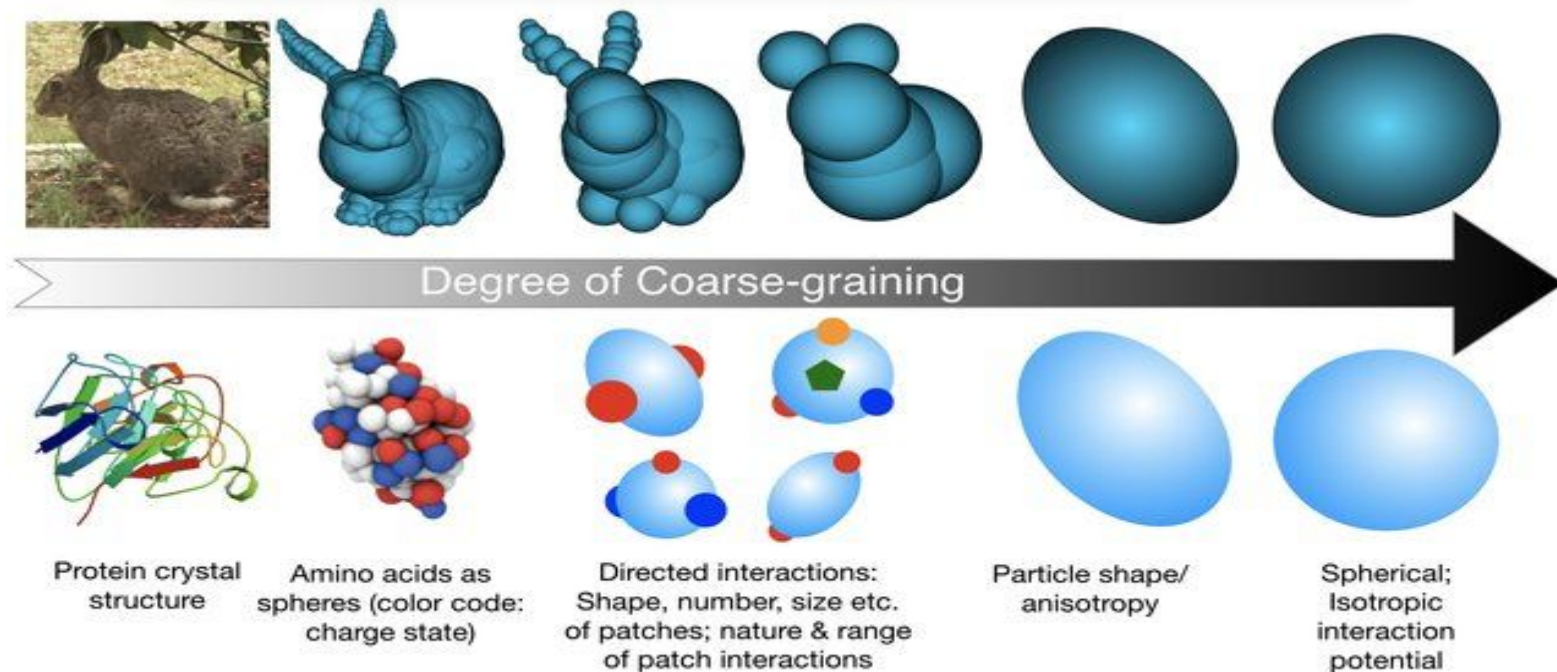 Degree of Coarse-graining
Protein crystal
structure
Amino acids as
spheres (color code:
charge state)
Directed interactions:
Shape, number, size etc.
of patches; nature & range
of patch interactions
Particle shape/
anisotropy
Spherical;
Isotropic
interaction
potential